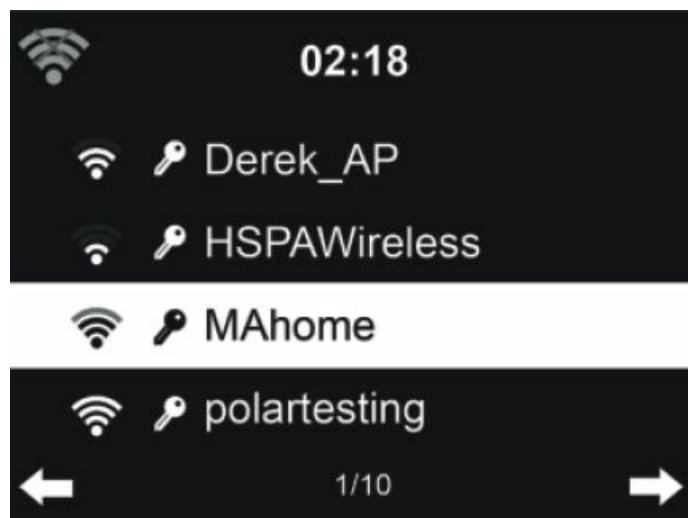 02:18
Derek_AP
HSPAWireless
MAhome
polartesting
1/10